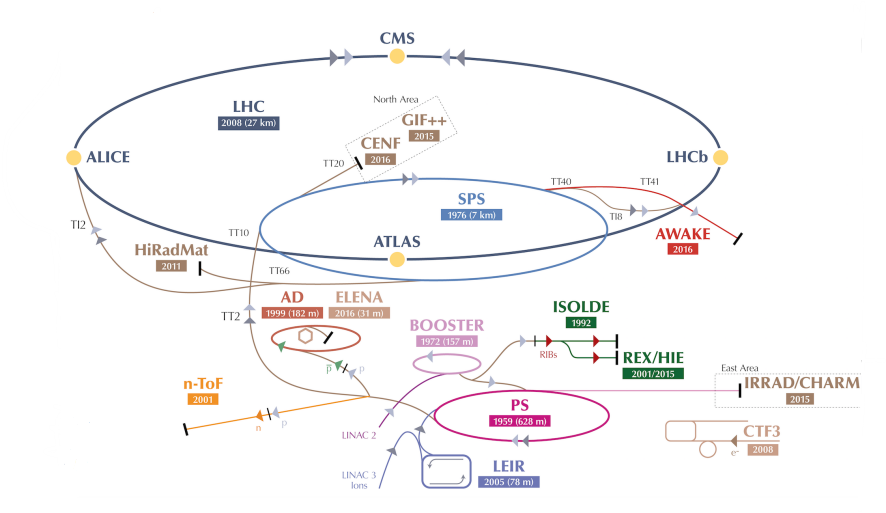 CMS
LHC
2008 (27 km)
North Area
GIF++
2015
CENF
2016
TT20
ALICE
LHCb
TT40
TT41
SPS
1976 (7 km)
TI8
TI2
TT10
ATLAS
AWAKE
2016
HiRadMat
2011
TT66
AD
1999 (182 m)
ELENA
2016 (31 m)
TT2
ISOLDE
1992
BOOSTER
1972 (157 m)
RIBs
REX/HIE
2001/2015
p
p
East Area
IRRAD/CHARM
2015
n-ToF
2001
n
p
PS
1959 (628 m)
LINAC 2
CTF3
2008
e-
LINAC 3
Ions
LEIR
2005 (78 m)